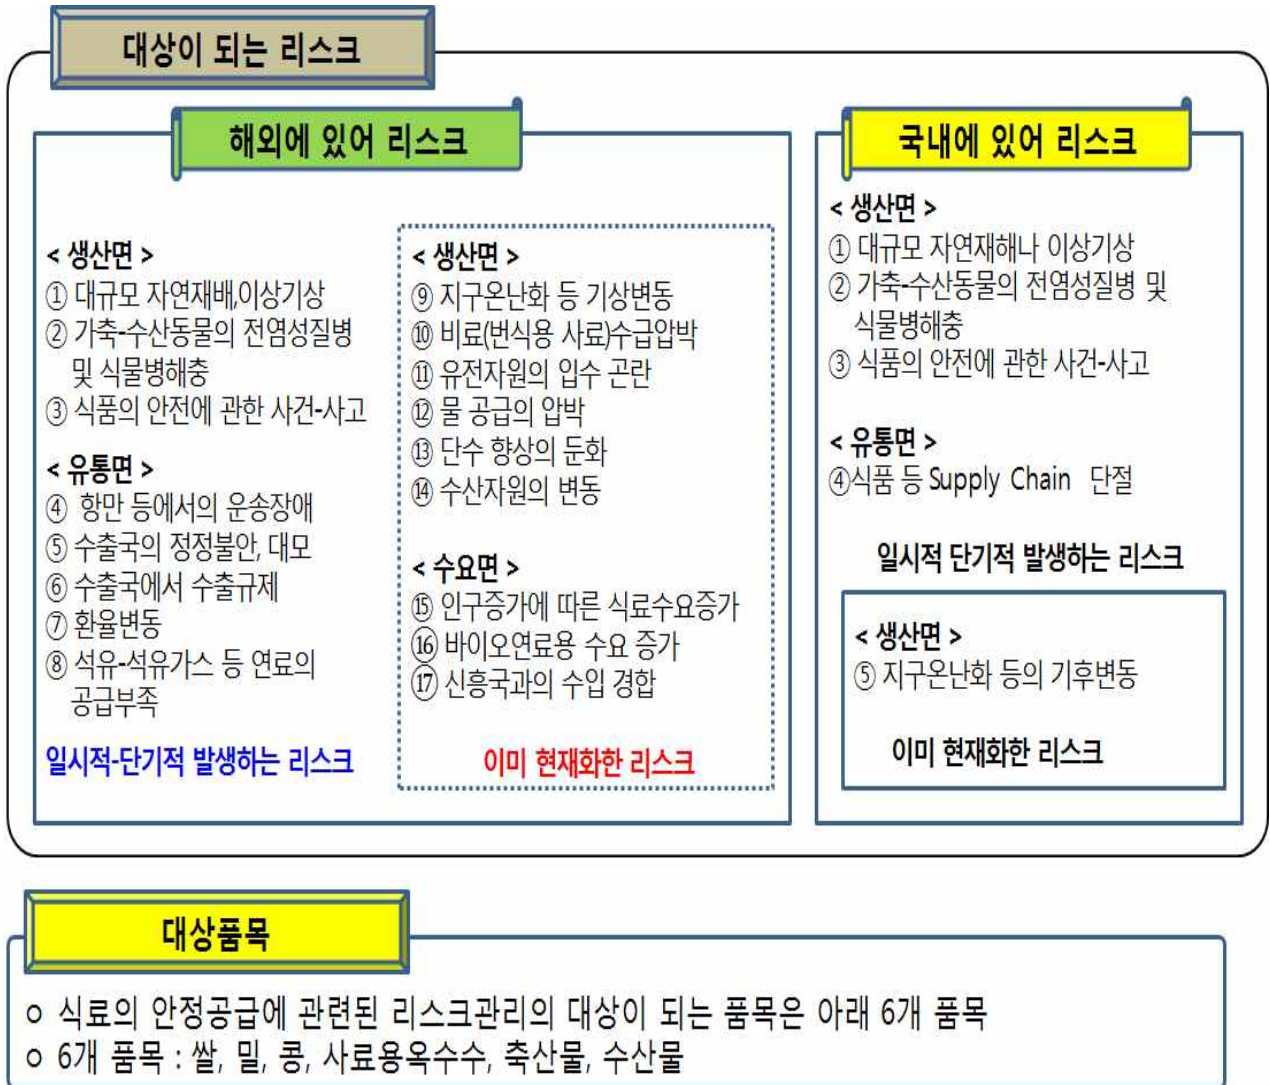 대상이 되는 리스크
해외에 있어 리스크
< 생산면 >
① 대규모 자연재배,이상기상
② 가축-수산동물의 전염성질병
및 식물병해충
③ 식품의 안전에 관한 사건-사고
< 유통면 >
④ 항만 등에서의 운송장애
⑤ 수출국의 정정불안, 대모
⑥ 수출국에서 수출규제
⑦ 환율변동
⑧ 석유-석유가스 등 연료의
공급부족
일시적-단기적 발생하는 리스크
< 생산면 >
⑨ 지구온난화 등 기상변동
⑩ 비료(번식용 사료)수급압박
⑪ 유전자원의 입수 곤란
⑫ 물 공급의 압박
⑬ 단수 향상의 둔화
⑭ 수산자원의 변동
< 수요면 >
⑮ 인구증가에 따른 식료수요증가
⑯ 바이오연료용 수요 증가
⑰ 신흥국과의 수입 경합
이미 현재화한 리스크
국내에 있어 리스크
< 생산면 >
① 대규모 자연재해나 이상기상
② 가축-수산동물의 전염성질병 및
식물병해충
③ 식품의 안전에 관한 사건-사고
< 유통면 >
④식품 등 Supply Chain 단절
일시적 단기적 발생하는 리스크
< 생산면 >
⑤ 지구온난화 등의 기후변동
이미 현재화한 리스크
대상품목
ㅇ 식료의 안정공급에 관련된 리스크관리의 대상이 되는 품목은 아래 6개 품목
ㅇ 6개 품목 : 쌀, 밀, 콩, 사료용옥수수, 축산물, 수산물